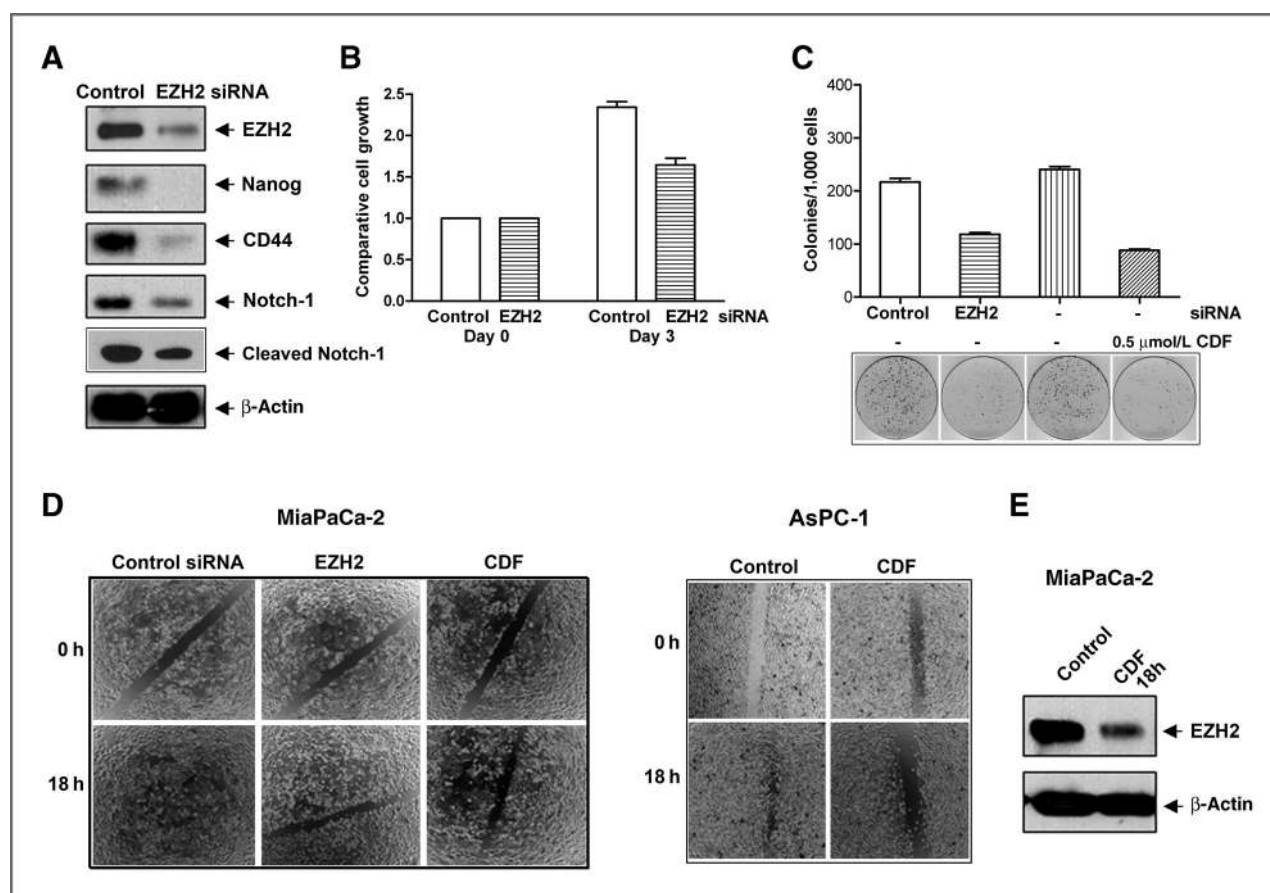 A
Control EZH2 siRNA
EZH2
Nanog
CD44
Notch-1
Cleaved Notch-1
β-Actin
B
Comparative cell growth
2.5
2.0
1.5
1.0
0.5
0.0
Control EZH2 Control EZH2 siRNA
Day 0 Day 3
C
Colonies/1,000 cells
400
300
200
100
0
Control EZH2 - - siRNA
- - - 0.5 μmol/L CDF
D
MiaPaCa-2
Control siRNA EZH2 CDF
0 h
18 h
AsPC-1
Control CDF
0 h
18 h
E
MiaPaCa-2
Control CDF 18h
EZH2
β-Actin